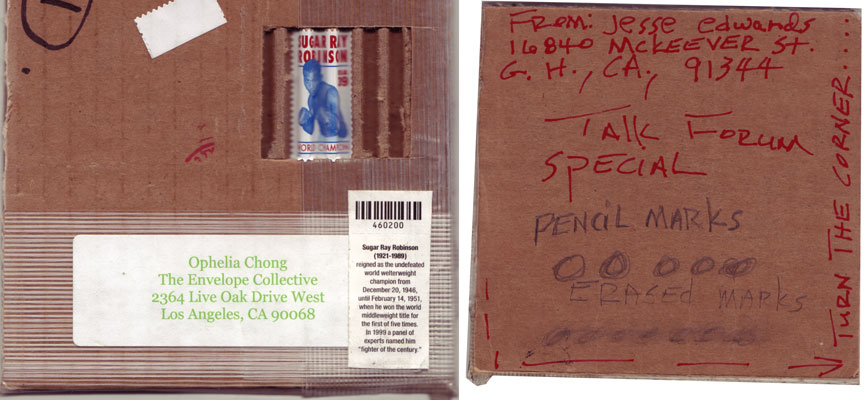 SUGAR RAY
ROBINSON
WORLD CHAMPION
460200
Sugar Ray Robinson
(1921-1989)
reigned as the undefeated
world welterweight
champion from
December 20, 1946,
until February 14, 1951,
when he won the world
middleweight title for
the first of five times.
In 1999 a panel of
experts named him
"fighter of the century."
Ophelia Chong
The Envelope Collective
2364 Live Oak Drive West
Los Angeles, CA 90068
From: Jesse edwards
16840 McKeever St.
G. H., CA., 91344
Talk Forum
Special
PENCIL MARKS
ERASED MARKS
TURN THE CORNER....